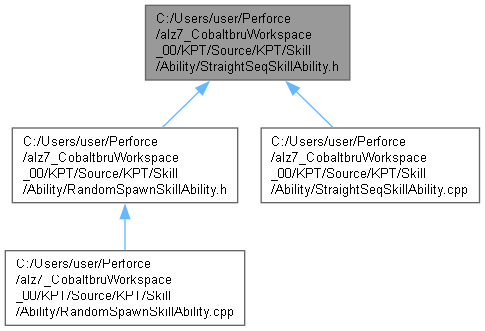 C:/Users/user/Perforce
/alz7_CobaltbruWorkspace
_00/KPT/Source/KPT/Skill
/Ability/StraightSeqSkillAbility.h
C:/Users/user/Perforce
/alz7_CobaltbruWorkspace
_00/KPT/Source/KPT/Skill
/Ability/RandomSpawnSkillAbility.h
C:/Users/user/Perforce
/alz7_CobaltbruWorkspace
_00/KPT/Source/KPT/Skill
/Ability/StraightSeqSkillAbility.cpp
C:/Users/user/Perforce
/alz7_CobaltbruWorkspace
_00/KPT/Source/KPT/Skill
/Ability/RandomSpawnSkillAbility.cpp